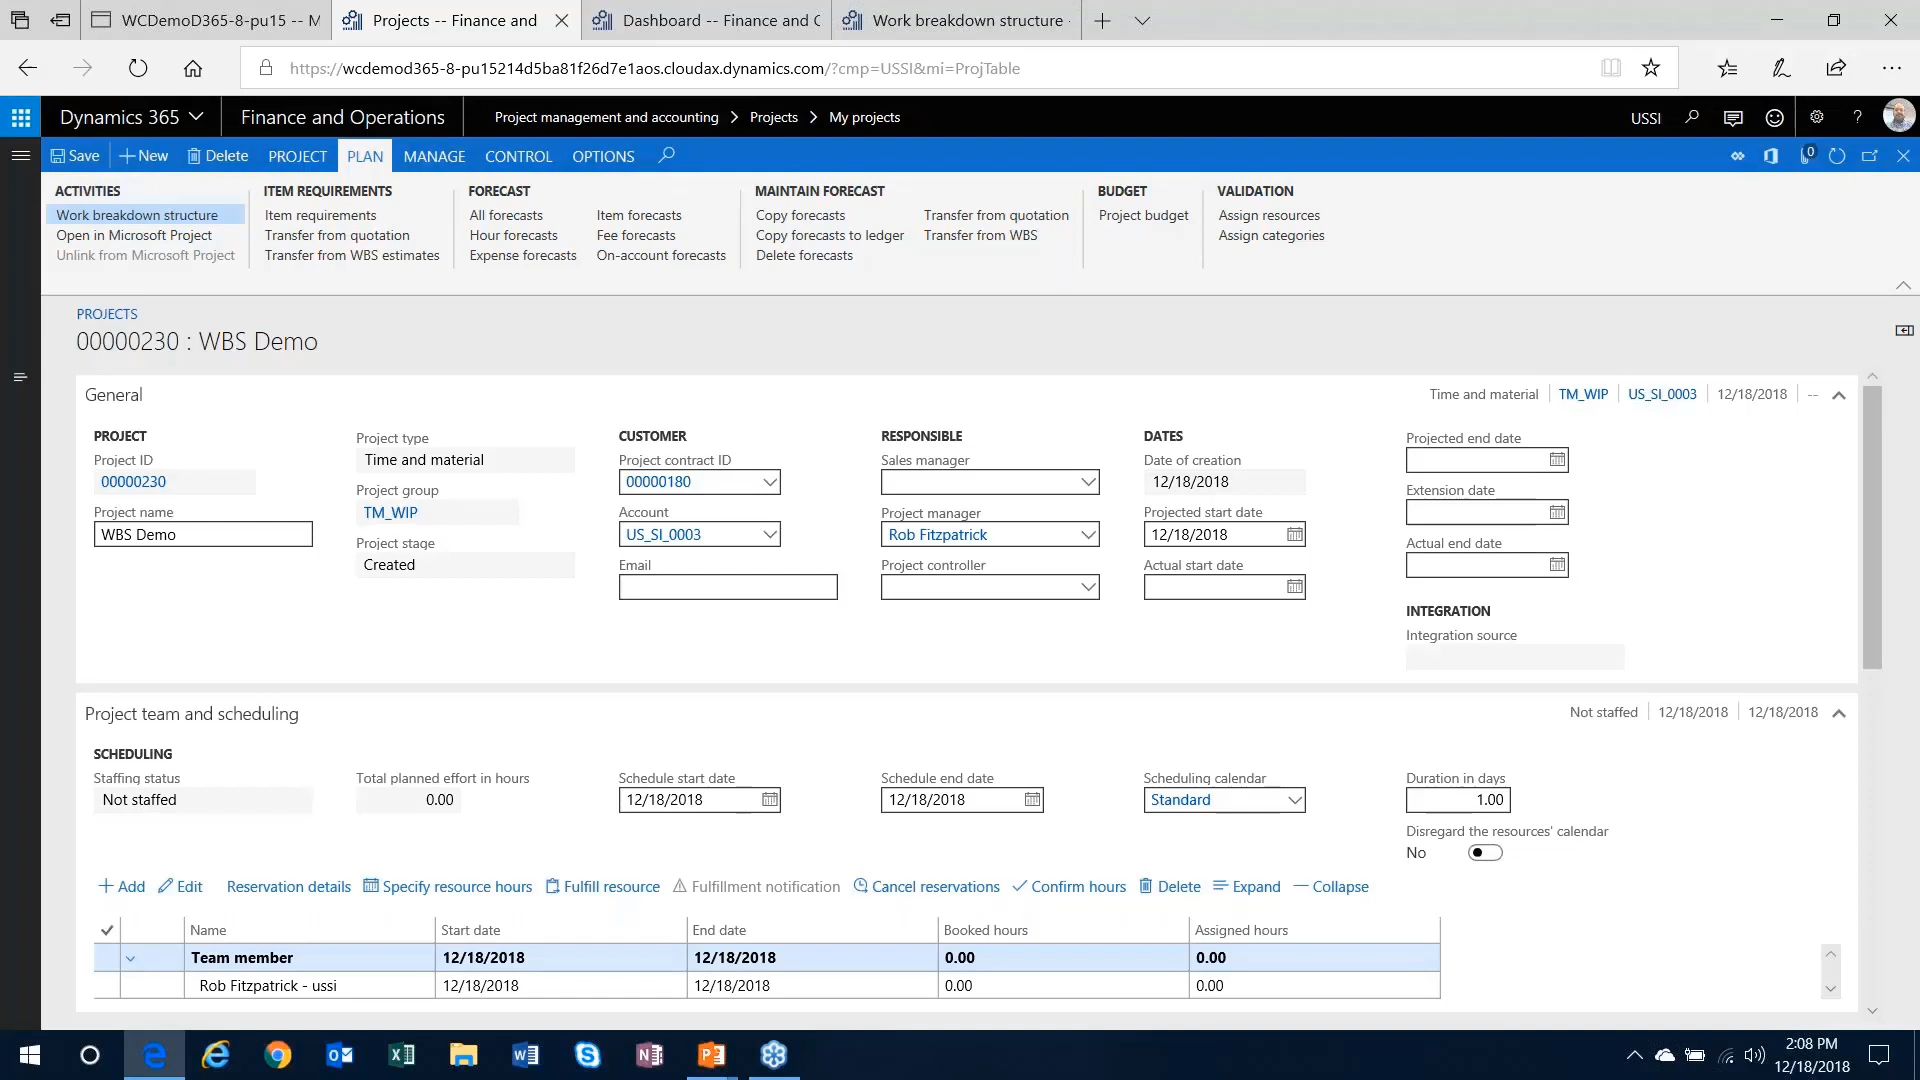 WCDemoD365-8-pu15 -- M
Projects -- Finance and
Dashboard -- Finance and C
Work breakdown structure -
https://wcdemod365-8-pu15214d5ba81f26d7e1aos.cloudax.dynamics.com/?cmp=USSI&mi=ProjTable
Dynamics 365
Finance and Operations
Project management and accounting > Projects > My projects
USSI
?
Save
New
Delete
PROJECT
PLAN
MANAGE
CONTROL
OPTIONS
0
ACTIVITIES
Work breakdown structure
Open in Microsoft Project
Unlink from Microsoft Project
ITEM REQUIREMENTS
Item requirements
Transfer from quotation
Transfer from WBS estimates
FORECAST
All forecasts
Hour forecasts
Expense forecasts
Item forecasts
Fee forecasts
On-account forecasts
MAINTAIN FORECAST
Copy forecasts
Copy forecasts to ledger
Delete forecasts
Transfer from quotation
Transfer from WBS
BUDGET
Project budget
VALIDATION
Assign resources
Assign categories
PROJECTS
00000230 : WBS Demo
General
Time and material
TM_WIP
US_SI_0003
12/18/2018
--
PROJECT
Project ID
00000230
Project name
WBS Demo
Project type
Time and material
Project group
TM_WIP
Project stage
Created
CUSTOMER
Project contract ID
00000180
Account
US_SI_0003
Email
RESPONSIBLE
Sales manager
Project manager
Rob Fitzpatrick
Project controller
DATES
Date of creation
12/18/2018
Projected start date
12/18/2018
Actual start date
Projected end date
Extension date
Actual end date
INTEGRATION
Integration source
Project team and scheduling
Not staffed
12/18/2018
12/18/2018
SCHEDULING
Staffing status
Not staffed
Total planned effort in hours
0.00
Schedule start date
12/18/2018
Schedule end date
12/18/2018
Scheduling calendar
Standard
Duration in days
1.00
Disregard the resources' calendar
No
Add
Edit
Reservation details
Specify resource hours
Fulfill resource
Fulfillment notification
Cancel reservations
Confirm hours
Delete
Expand
Collapse
Name Start date End date Booked hours Assigned hours
Team member 12/18/2018 12/18/2018 0.00 0.00
Rob Fitzpatrick - ussi 12/18/2018 12/18/2018 0.00 0.00
2:08 PM
12/18/2018